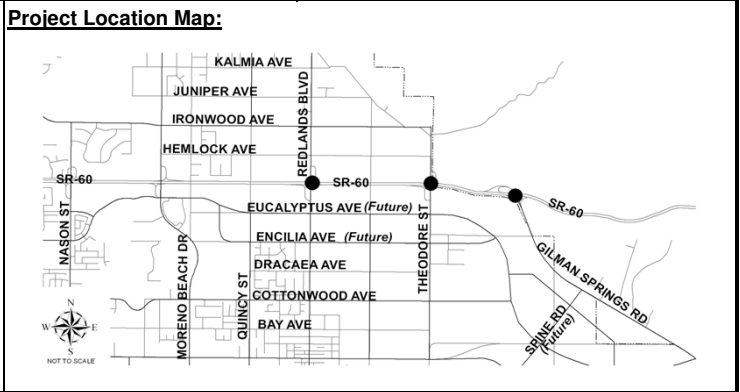 Project Location Map:
KALMIA AVE
JUNIPER AVE
IRONWOOD AVE
HEMLOCK AVE
REDLANDS BLVD
SR-60
SR-60
SR-60
EUCALYPTUS AVE (Future)
ENCILIA AVE (Future)
DRACAEA AVE
COTTONWOOD AVE
BAY AVE
NASON ST
MORENO BEACH DR
QUINCY ST
THEODORE ST
GILMAN SPRINGS RD
SPINE RD
(Future)
N
W E
S
NOT TO SCALE